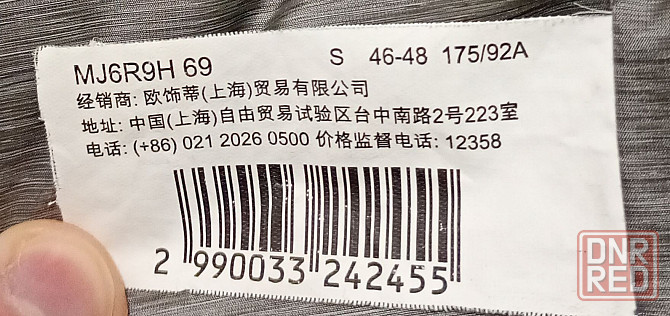 MJ6R9H 69 S 46-48 175/92A
经销商: 欧饰蒂(上海)贸易有限公司
地址: 中国(上海)自由贸易试验区台中南路2号223室
电话: (+86) 021 2026 0500 价格监督电话: 12358
2 990033 242455
DNR
RED